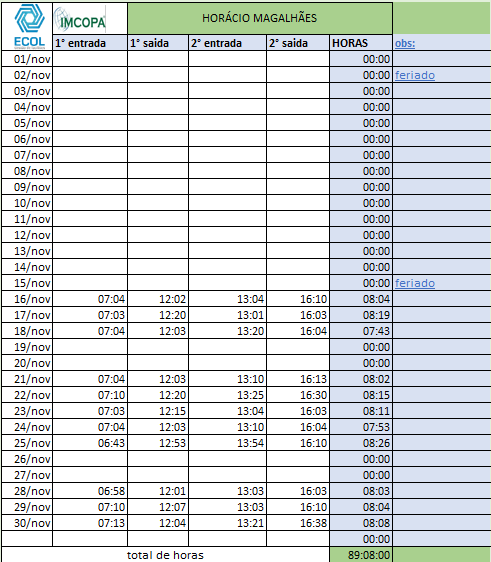 ECOL
IMCOPA
HORÁCIO MAGALHÃES
1° entrada 1° saida 2° entrada 2° saida HORAS obs:
01/nov 00:00
02/nov 00:00 feriado
03/nov 00:00
04/nov 00:00
05/nov 00:00
06/nov 00:00
07/nov 00:00
08/nov 00:00
09/nov 00:00
10/nov 00:00
11/nov 00:00
12/nov 00:00
13/nov 00:00
14/nov 00:00
15/nov 00:00 feriado
16/nov 07:04 12:02 13:04 16:10 08:04
17/nov 07:03 12:20 13:01 16:03 08:19
18/nov 07:04 12:03 13:20 16:04 07:43
19/nov 00:00
20/nov 00:00
21/nov 07:04 12:03 13:10 16:13 08:02
22/nov 07:10 12:20 13:25 16:30 08:15
23/nov 07:03 12:15 13:04 16:03 08:11
24/nov 07:04 12:03 13:10 16:04 07:53
25/nov 06:43 12:53 13:54 16:10 08:26
26/nov 00:00
27/nov 00:00
28/nov 06:58 12:01 13:03 16:03 08:03
29/nov 07:10 12:07 13:03 16:10 08:04
30/nov 07:13 12:04 13:21 16:38 08:08
00:00
total de horas 89:08:00